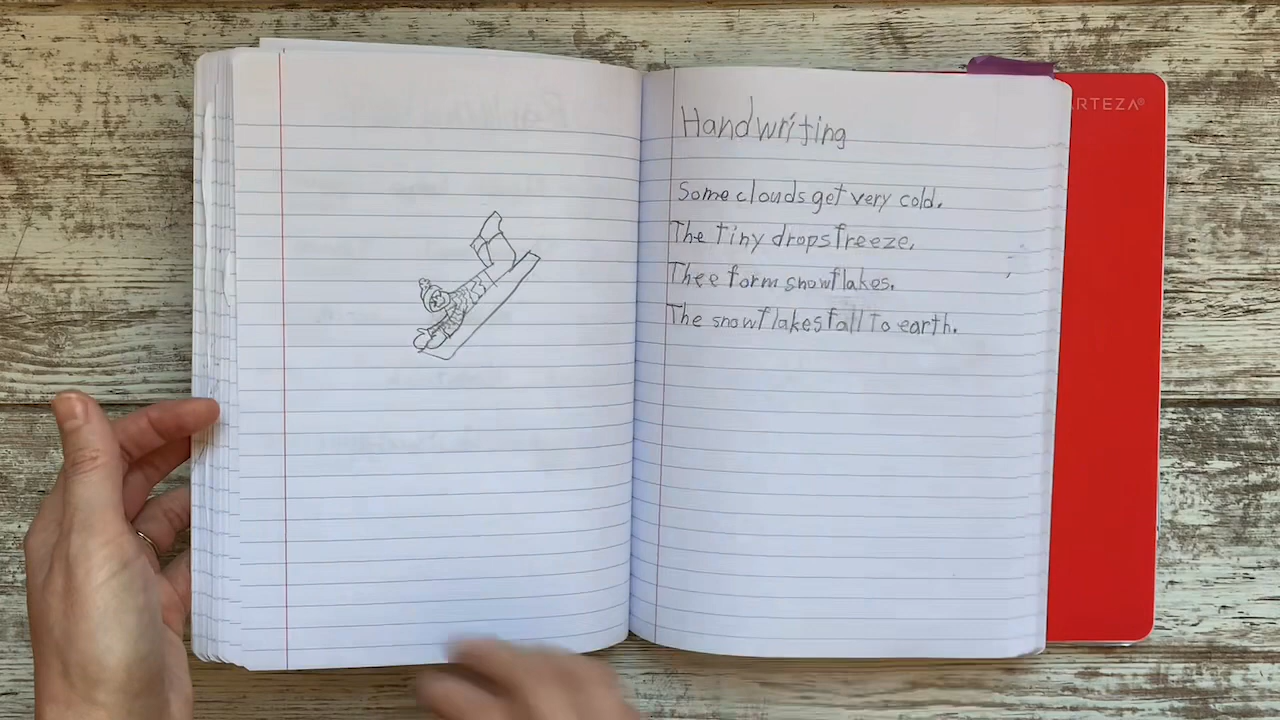 ARTEZA®
Handwriting
Some clouds get very cold.
The tiny drops freeze.
Thee form snowflakes.
The snowflakes fall to earth.